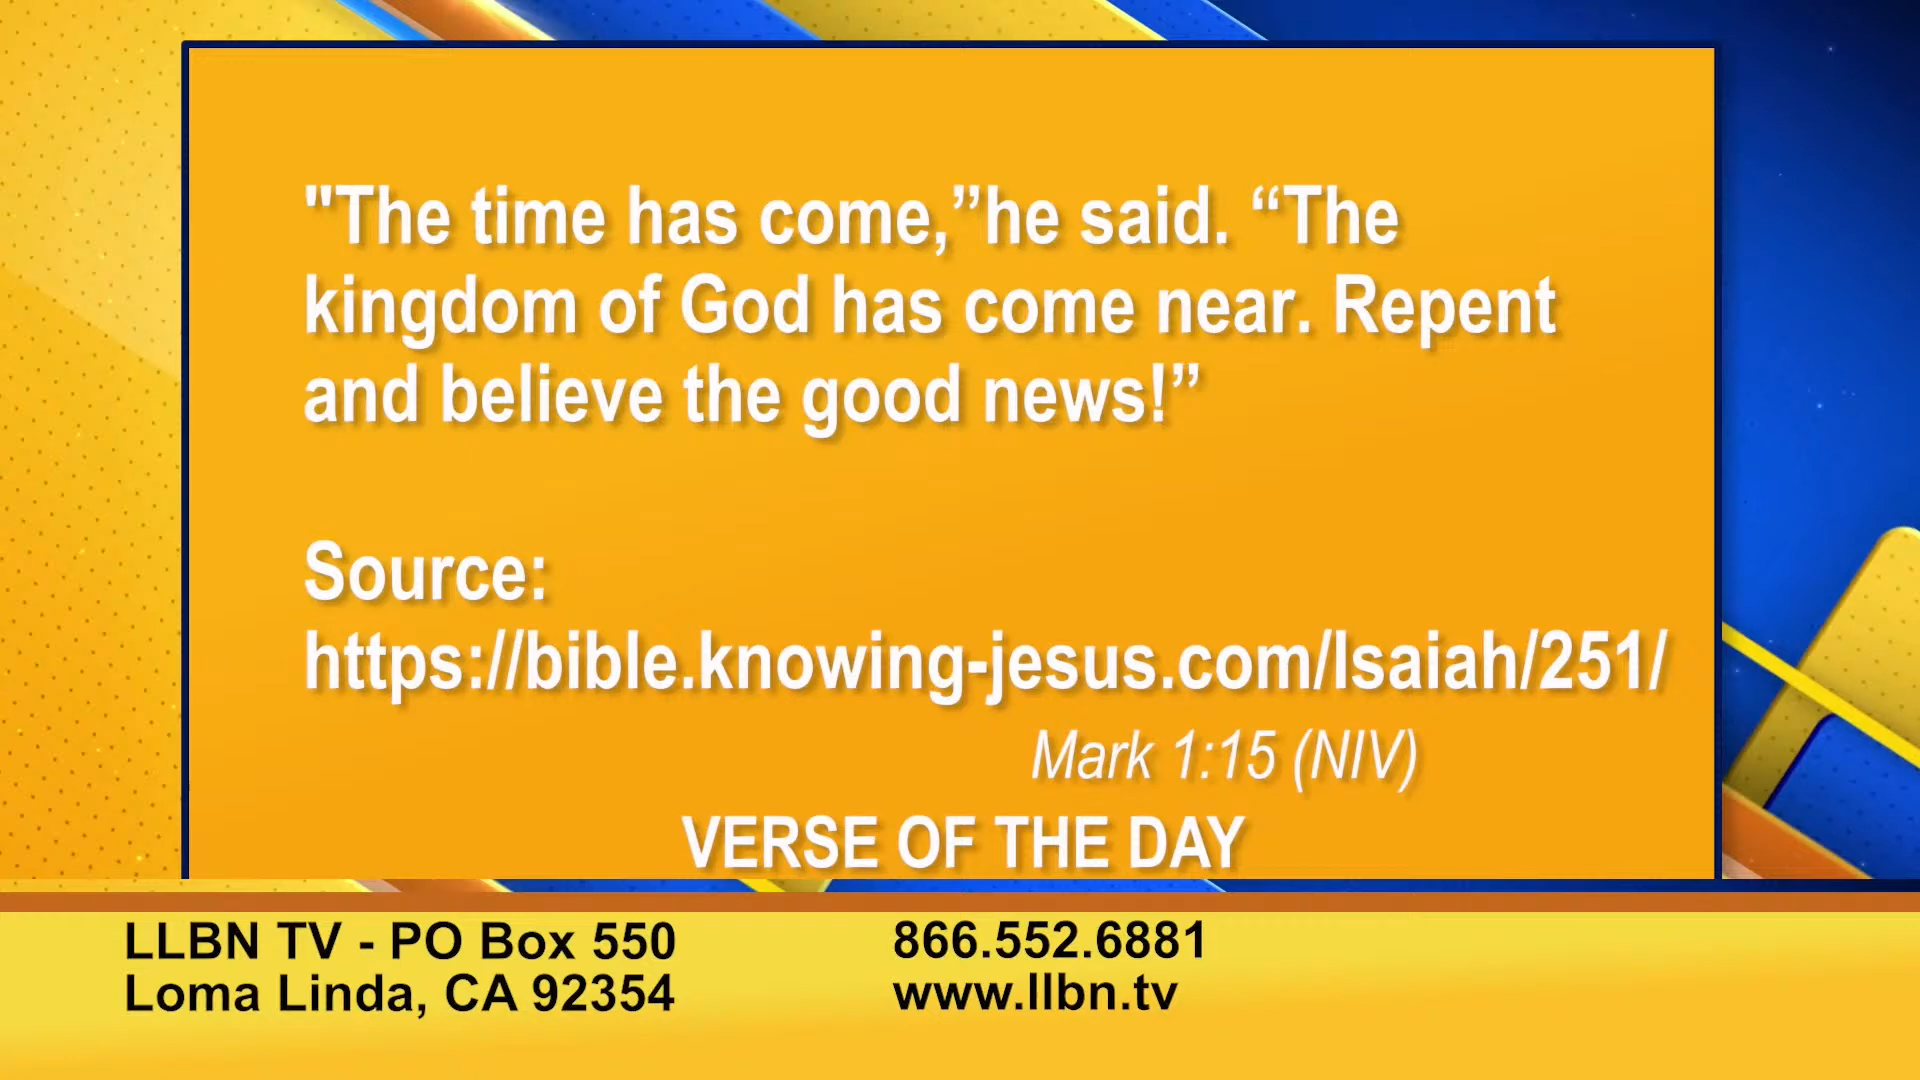 "The time has come,”he said. “The
kingdom of God has come near. Repent
and believe the good news!”
Source:
https://bible.knowing-jesus.com/Isaiah/251/
Mark 1:15 (NIV)
VERSE OF THE DAY
LLBN TV - PO Box 550
Loma Linda, CA 92354
866.552.6881
www.llbn.tv